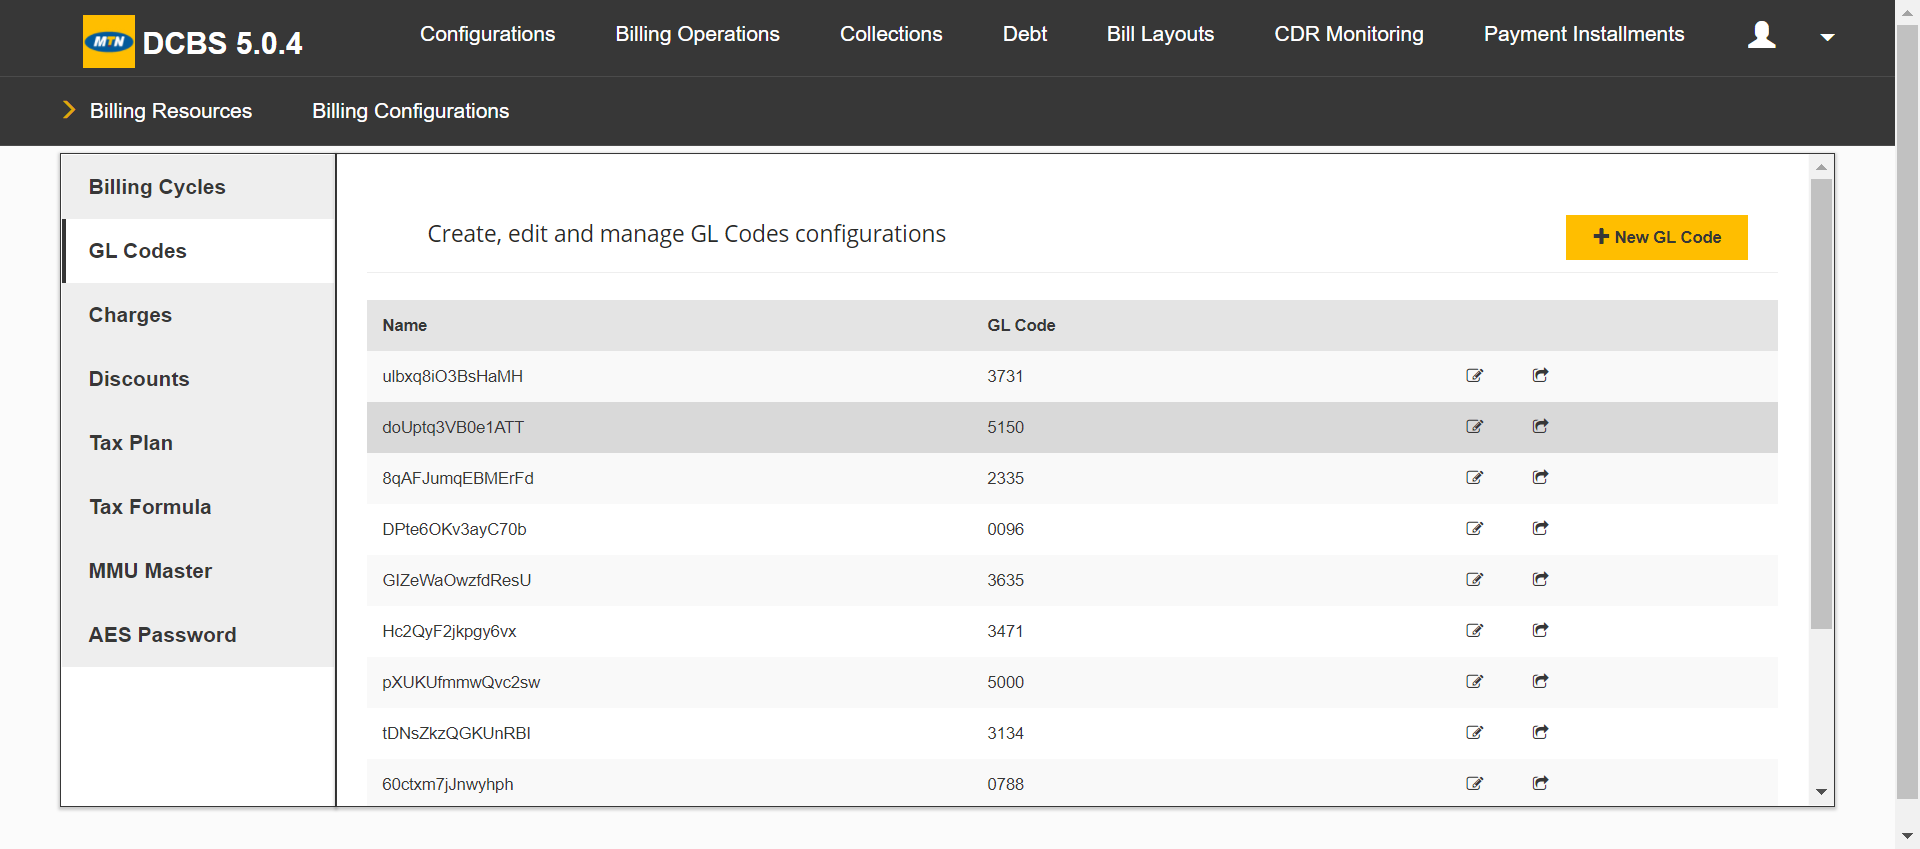 MTN DCBS 5.0.4
Configurations Billing Operations Collections Debt Bill Layouts CDR Monitoring Payment Installments
Billing Resources Billing Configurations
Billing Cycles
GL Codes
Charges
Discounts
Tax Plan
Tax Formula
MMU Master
AES Password
Create, edit and manage GL Codes configurations
New GL Code
Name GL Code
ulbxq8iO3BsHaMH 3731
doUptq3VB0e1ATT 5150
8qAFJumqEBMErFd 2335
DPte6OKv3ayC70b 0096
GIZeWaOwzfdResU 3635
Hc2QyF2jkpgy6vx 3471
pXUKUfmmwQvc2sw 5000
tDNsZkzQGKUnRBI 3134
60ctxm7jJnwyhph 0788